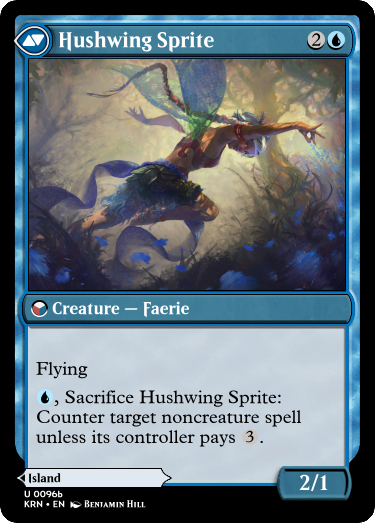 Hushwing Sprite 2
Creature — Faerie
Flying
, Sacrifice Hushwing Sprite:
Counter target noncreature spell
unless its controller pays 3.
Island
2/1
U 0096b
KRN • EN Benjamin Hill